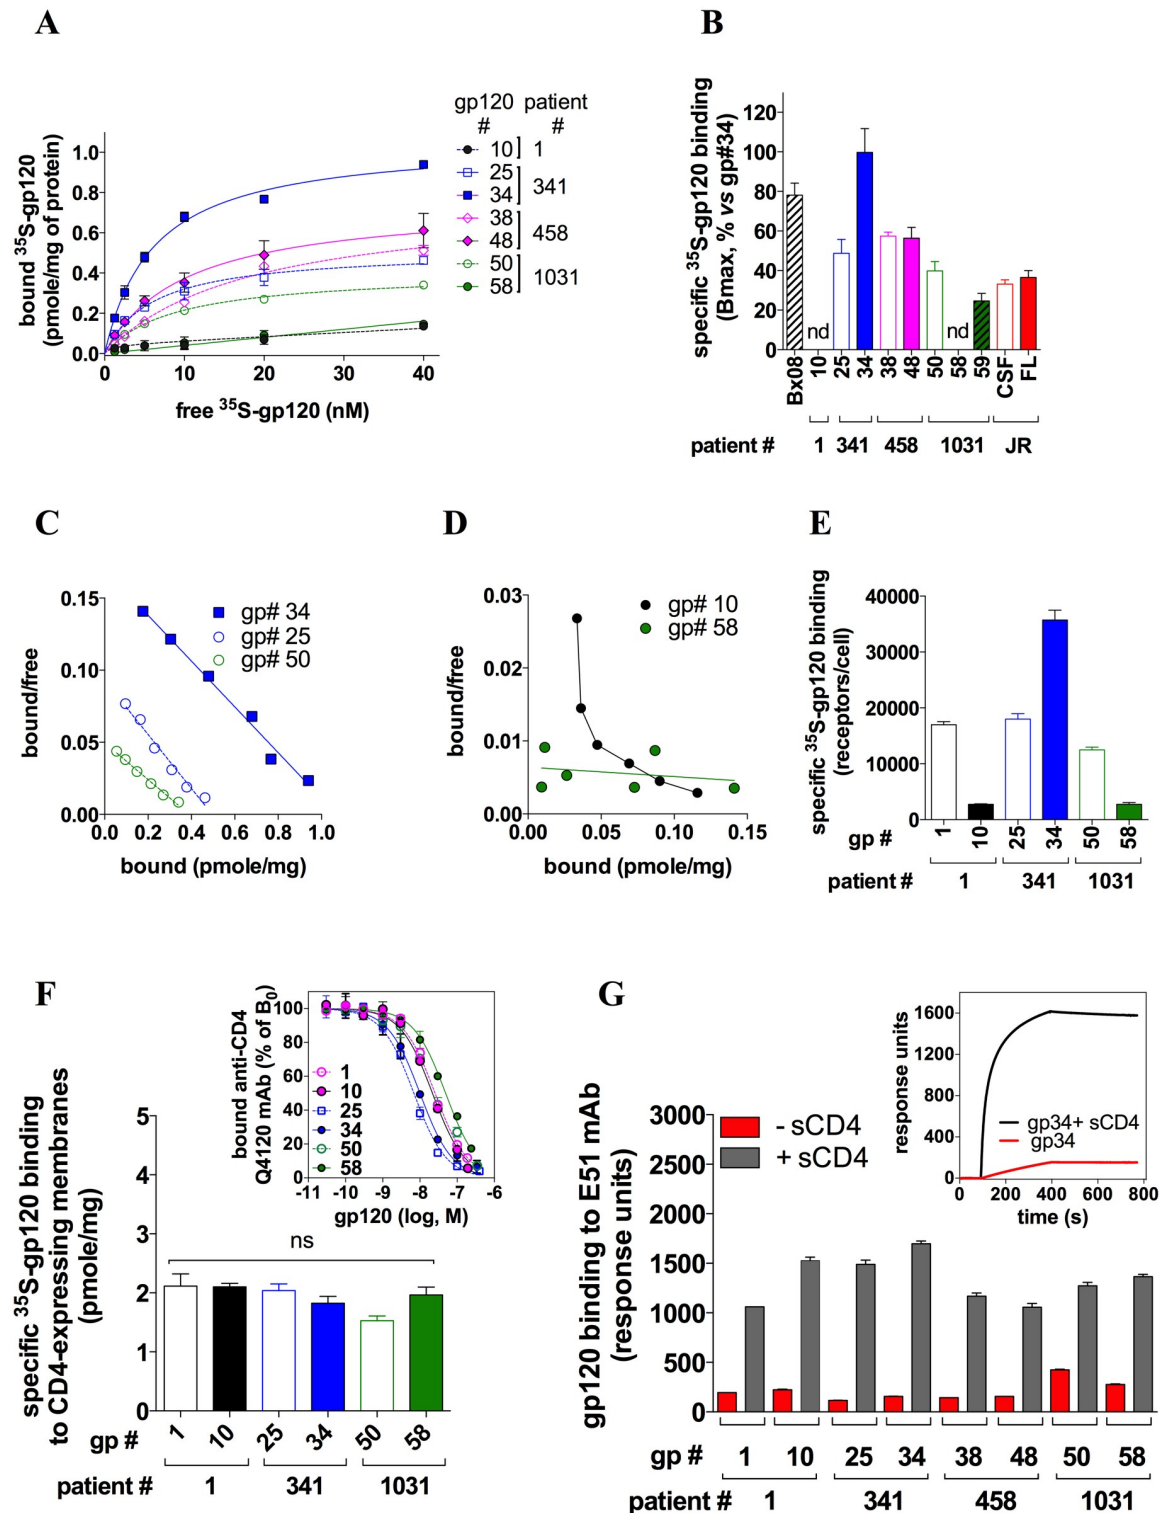 A
gp120 patient
# #
10 1
25
34
341
38
48
458
50
58
1031
bound ³⁵S-gp120
(pmole/mg of protein)
1.0
0.8
0.6
0.4
0.2
0.0
0 10 20 30 40
free ³⁵S-gp120 (nM)
B
specific ³⁵S-gp120 binding
(Bmax, % vs gp#34)
120
100
80
60
40
20
0
nd nd
Bx08 10 25 34 38 48 50 58 59 CSF FL
patient # 1 341 458 1031 JR
C
bound/free
0.15
0.10
0.05
0.00
gp# 34
gp# 25
gp# 50
0.0 0.2 0.4 0.6 0.8 1.0
bound (pmole/mg)
D
bound/free
0.03
0.02
0.01
0.00
gp# 10
gp# 58
0.00 0.05 0.10 0.15
bound (pmole/mg)
E
specific ³⁵S-gp120 binding
(receptors/cell)
40000
30000
20000
10000
0
gp # 1 10 25 34 50 58
patient # 1 341 1031
F
bound anti-CD4
Q4120 mAb (% of B₀)
100
80
60
40
20
0
1
10
25
34
50
58
-11 -10 -9 -8 -7 -6
gp120 (log, M)
specific ³⁵S-gp120 binding
to CD4-expressing membranes
(pmole/mg)
5
4
3
2
1
0
ns
gp # 1 10 25 34 50 58
patient # 1 341 1031
G
response units
1600
1200
800
400
0
gp34+ sCD4
gp34
0 200 400 600 800
time (s)
gp120 binding to E51 mAb
(response units)
3000
2500
2000
1500
1000
500
0
- sCD4
+ sCD4
gp # 1 10 25 34 38 48 50 58
patient # 1 341 458 1031